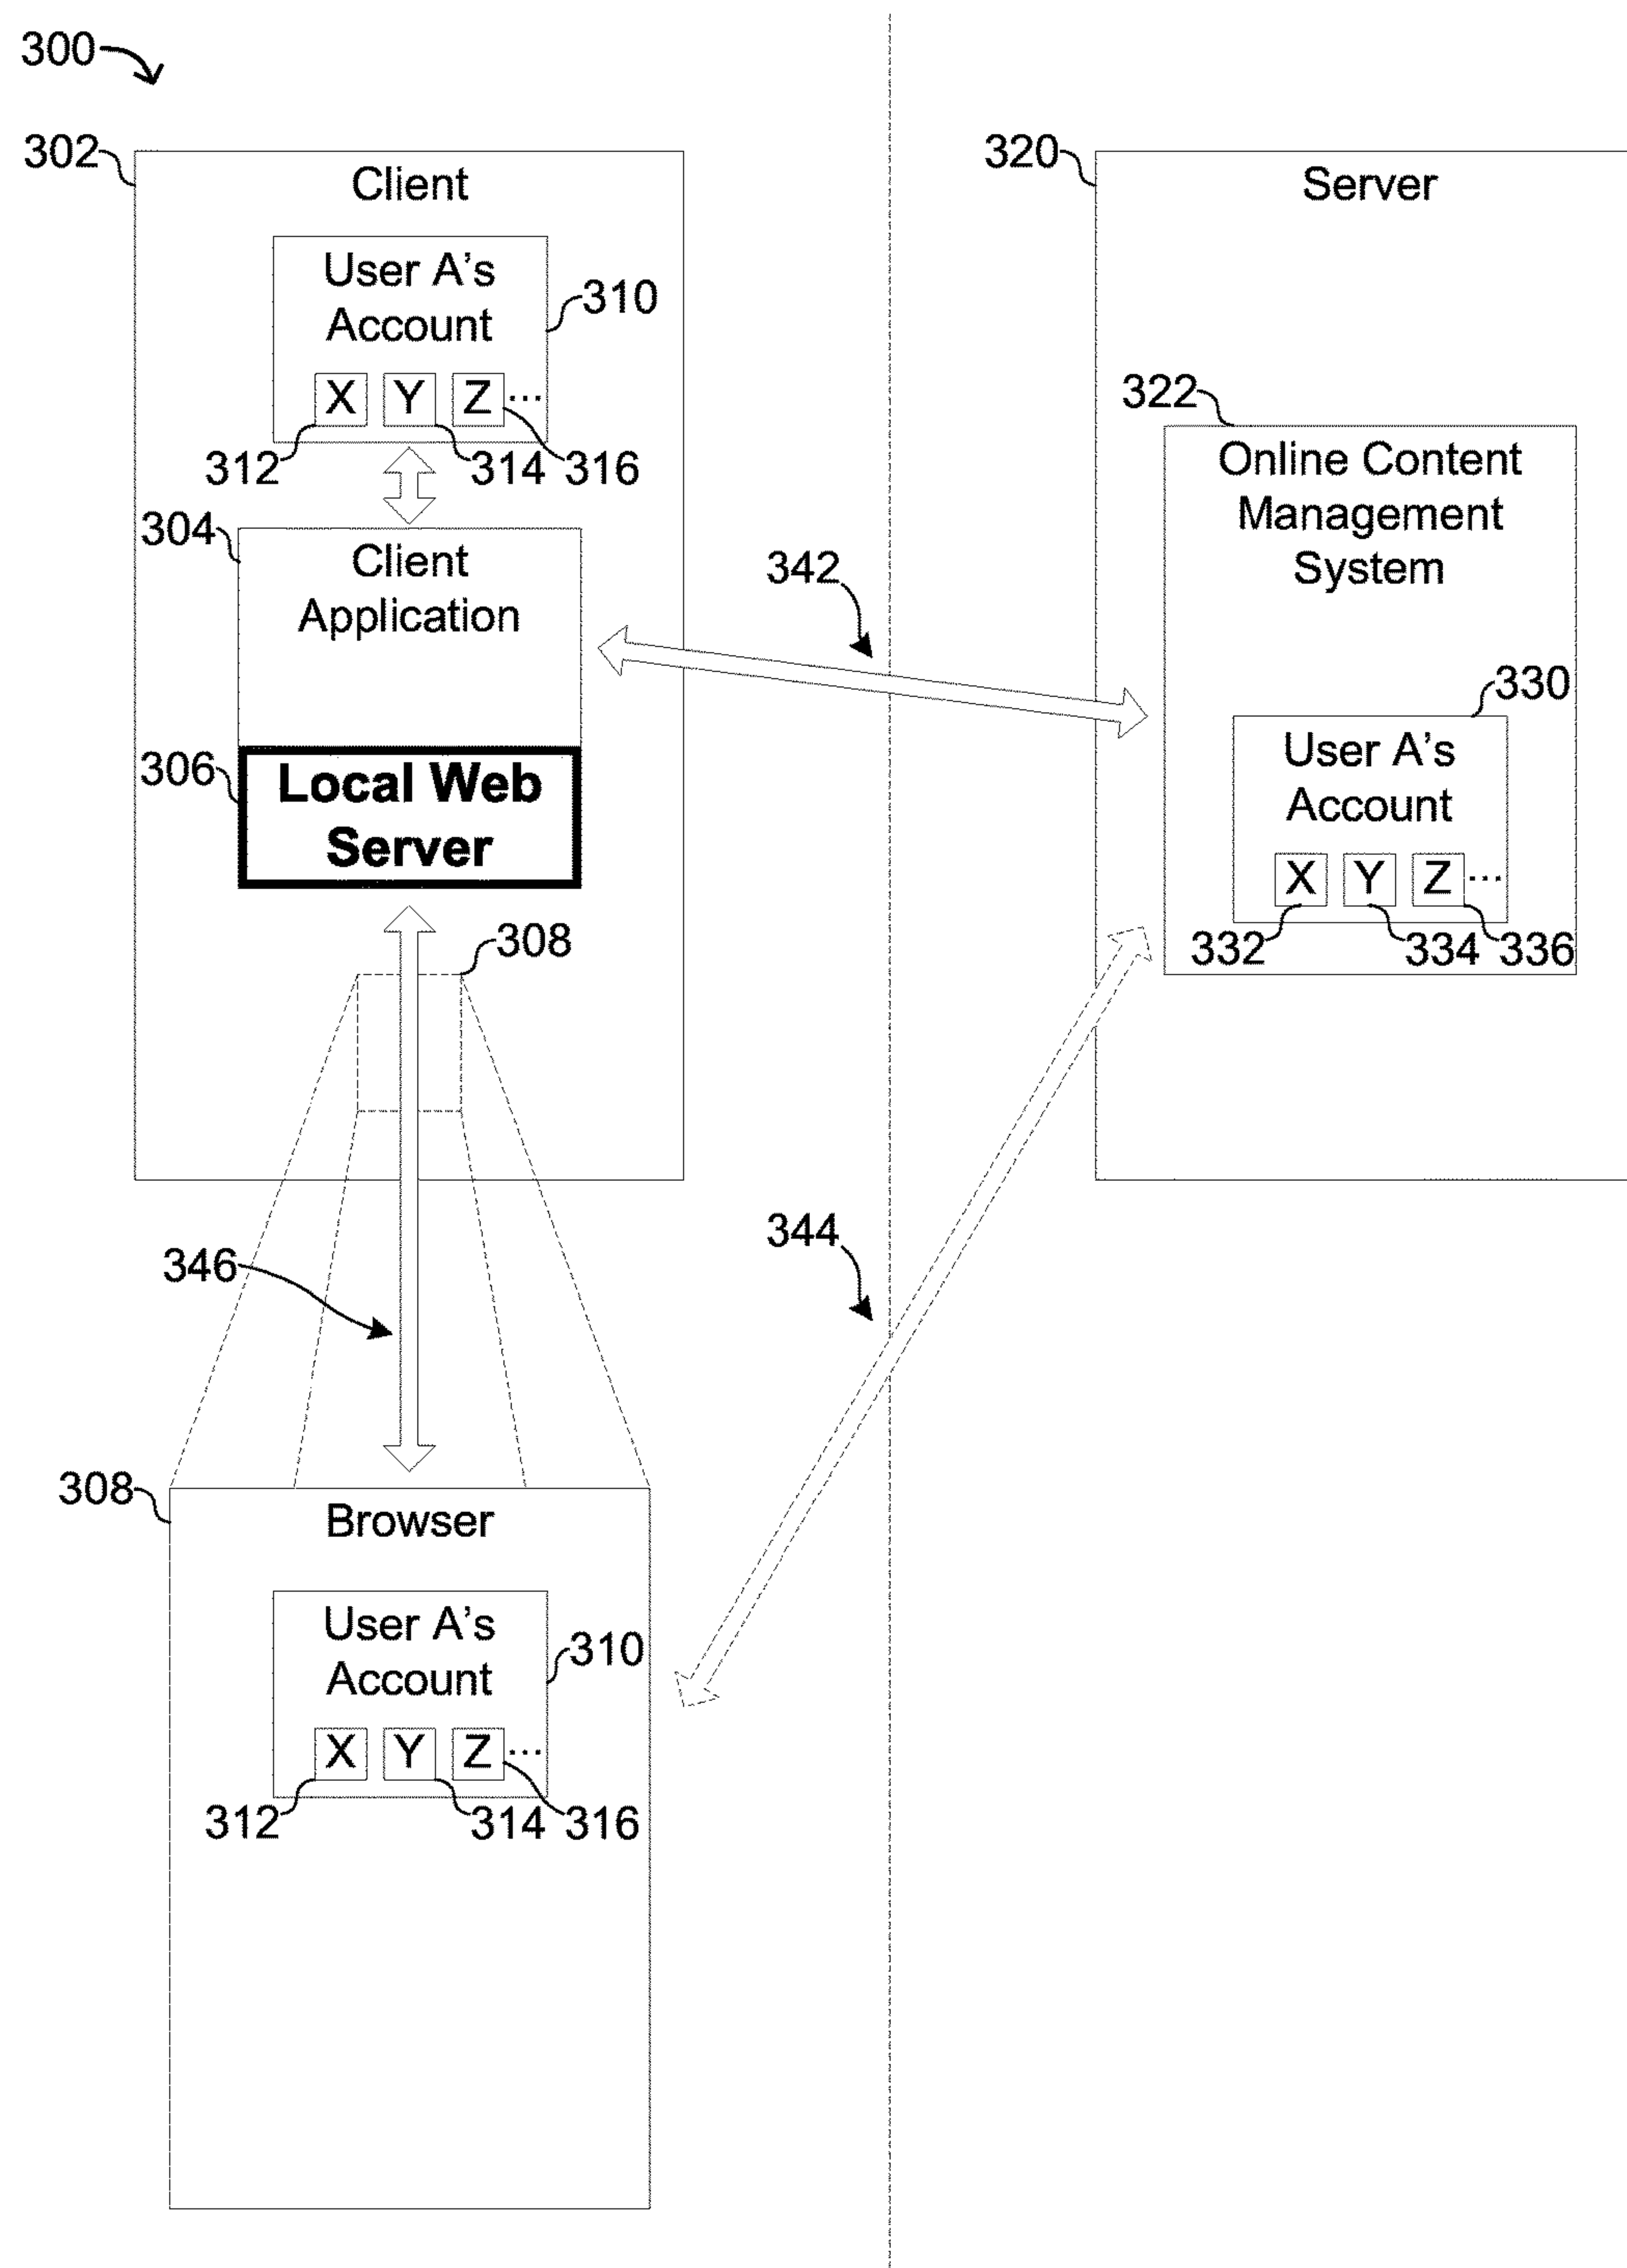 300
302
Client
320
Server
User A's
Account
310
X Y Z ...
312
314
316
322
Online Content
Management
System
304
Client
Application
342
330
User A's
Account
X Y Z ...
332
334
336
306
Local Web
Server
308
346
344
308
Browser
User A's
Account
310
X Y Z ...
312
314
316